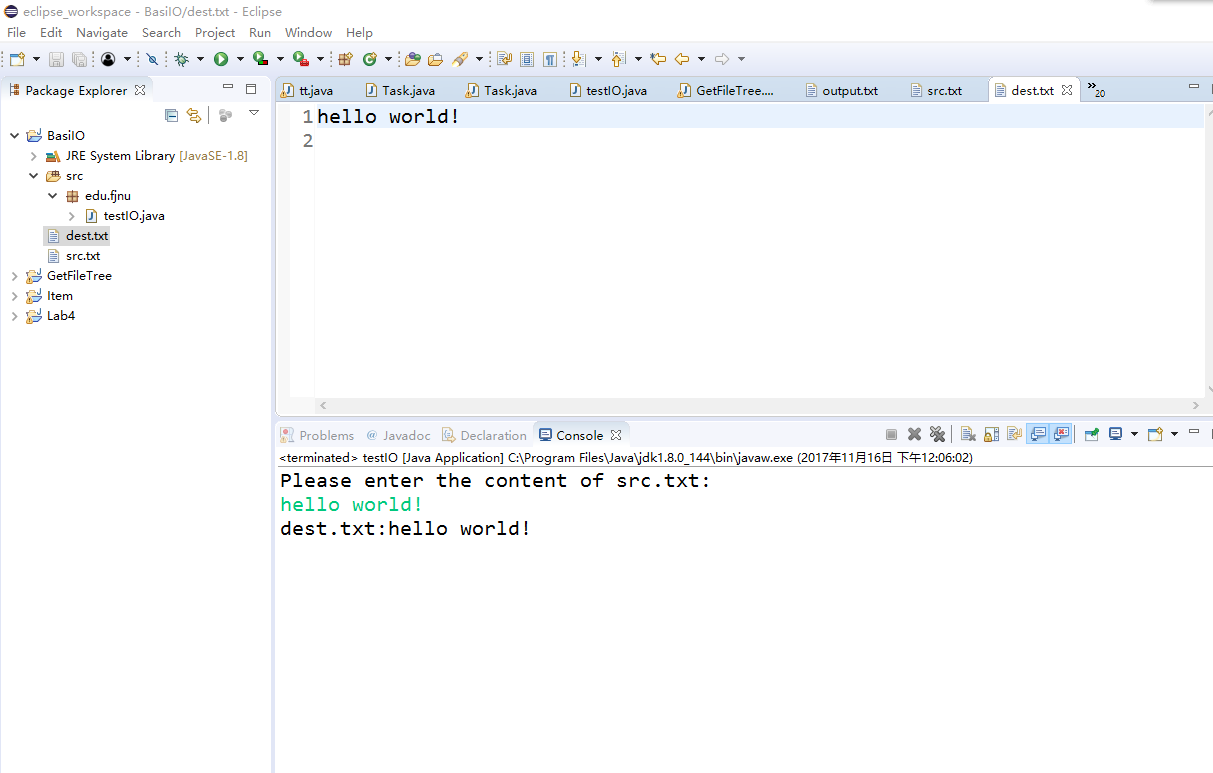 eclipse_workspace - BasiIO/dest.txt - Eclipse
File Edit Navigate Search Project Run Window Help
Package Explorer
tt.java Task.java Task.java testIO.java GetFileTree.... output.txt src.txt dest.txt 20
BasiIO
JRE System Library [JavaSE-1.8]
src
edu.fjnu
testIO.java
dest.txt
src.txt
GetFileTree
Item
Lab4
1 hello world!
2
Problems @ Javadoc Declaration Console
<terminated> testIO [Java Application] C:\Program Files\Java\jdk1.8.0_144\bin\javaw.exe (2017年11月16日 下午12:06:02)
Please enter the content of src.txt:
hello world!
dest.txt:hello world!